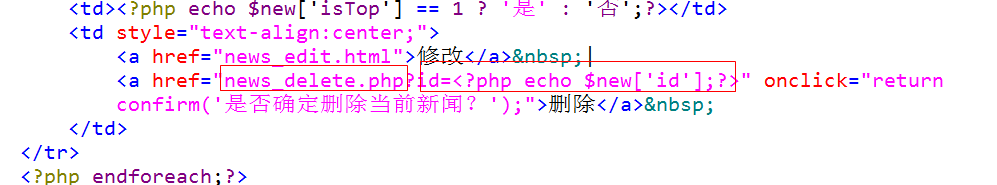 <td><?php echo $new['isTop'] == 1 ? '是' : '否';?></td>
<td style="text-align:center;">
<a href="news_edit.html">修改</a>&nbsp;|
<a href="news_delete.php?id=<?php echo $new['id'];?>" onclick="return
confirm('是否确定删除当前新闻？');">删除</a>&nbsp;
</td>
</tr>
<?php endforeach;?>